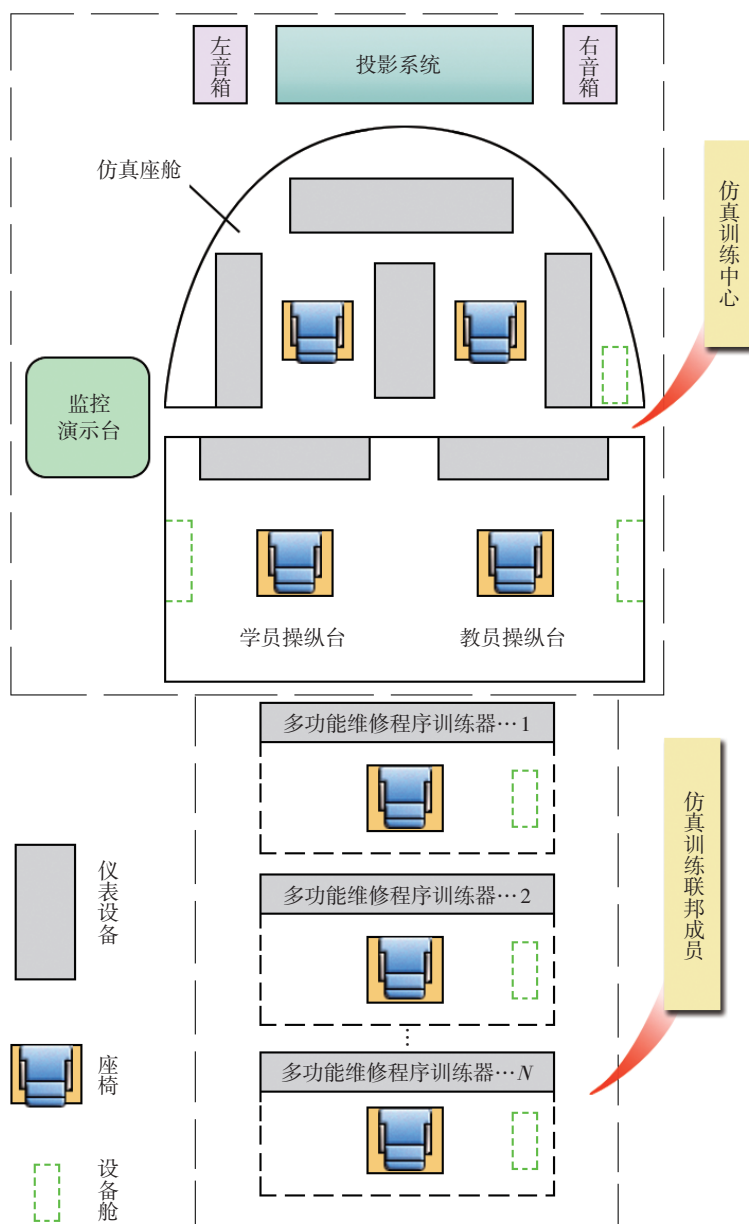 左音箱
投影系统
右音箱
仿真座舱
仿真训练中心
监控
演示台
学员操纵台
教员操纵台
多功能维修程序训练器…1
仿真训练联邦成员
仪表设备
多功能维修程序训练器…2
⋮
座椅
多功能维修程序训练器…N
设备舱